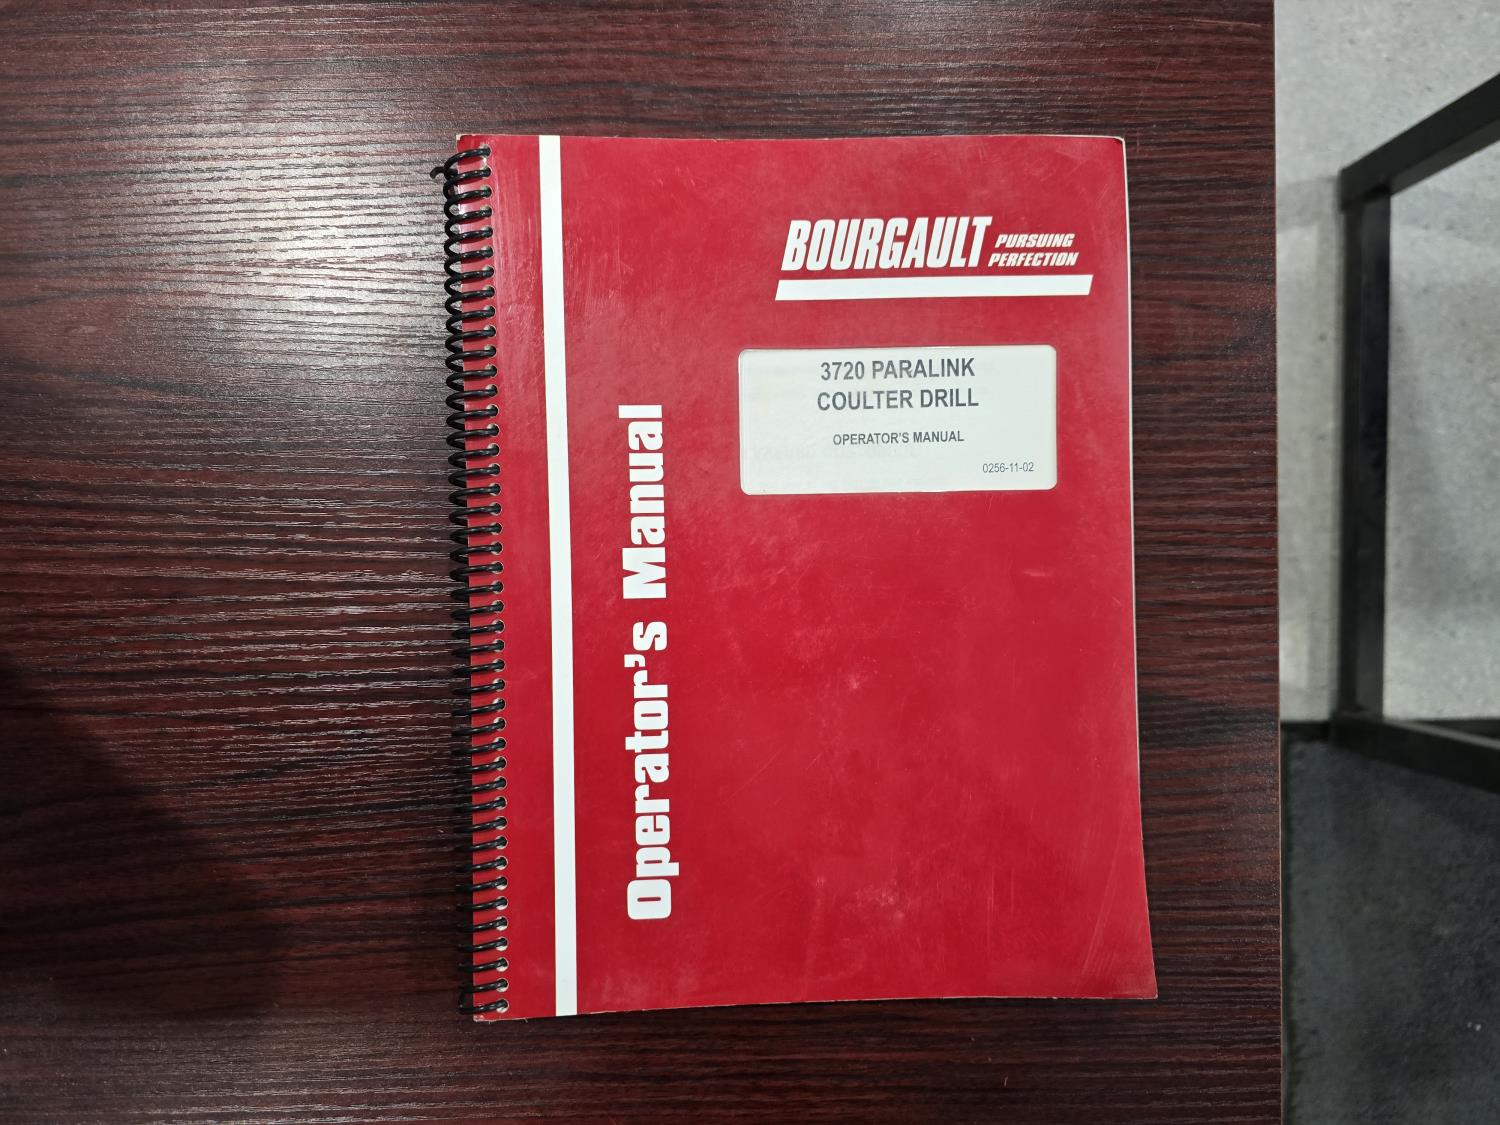 BOURGAULT PURSUING
PERFECTION
3720 PARALINK
COULTER DRILL
OPERATOR'S MANUAL
0256-11-02
Operator's Manual